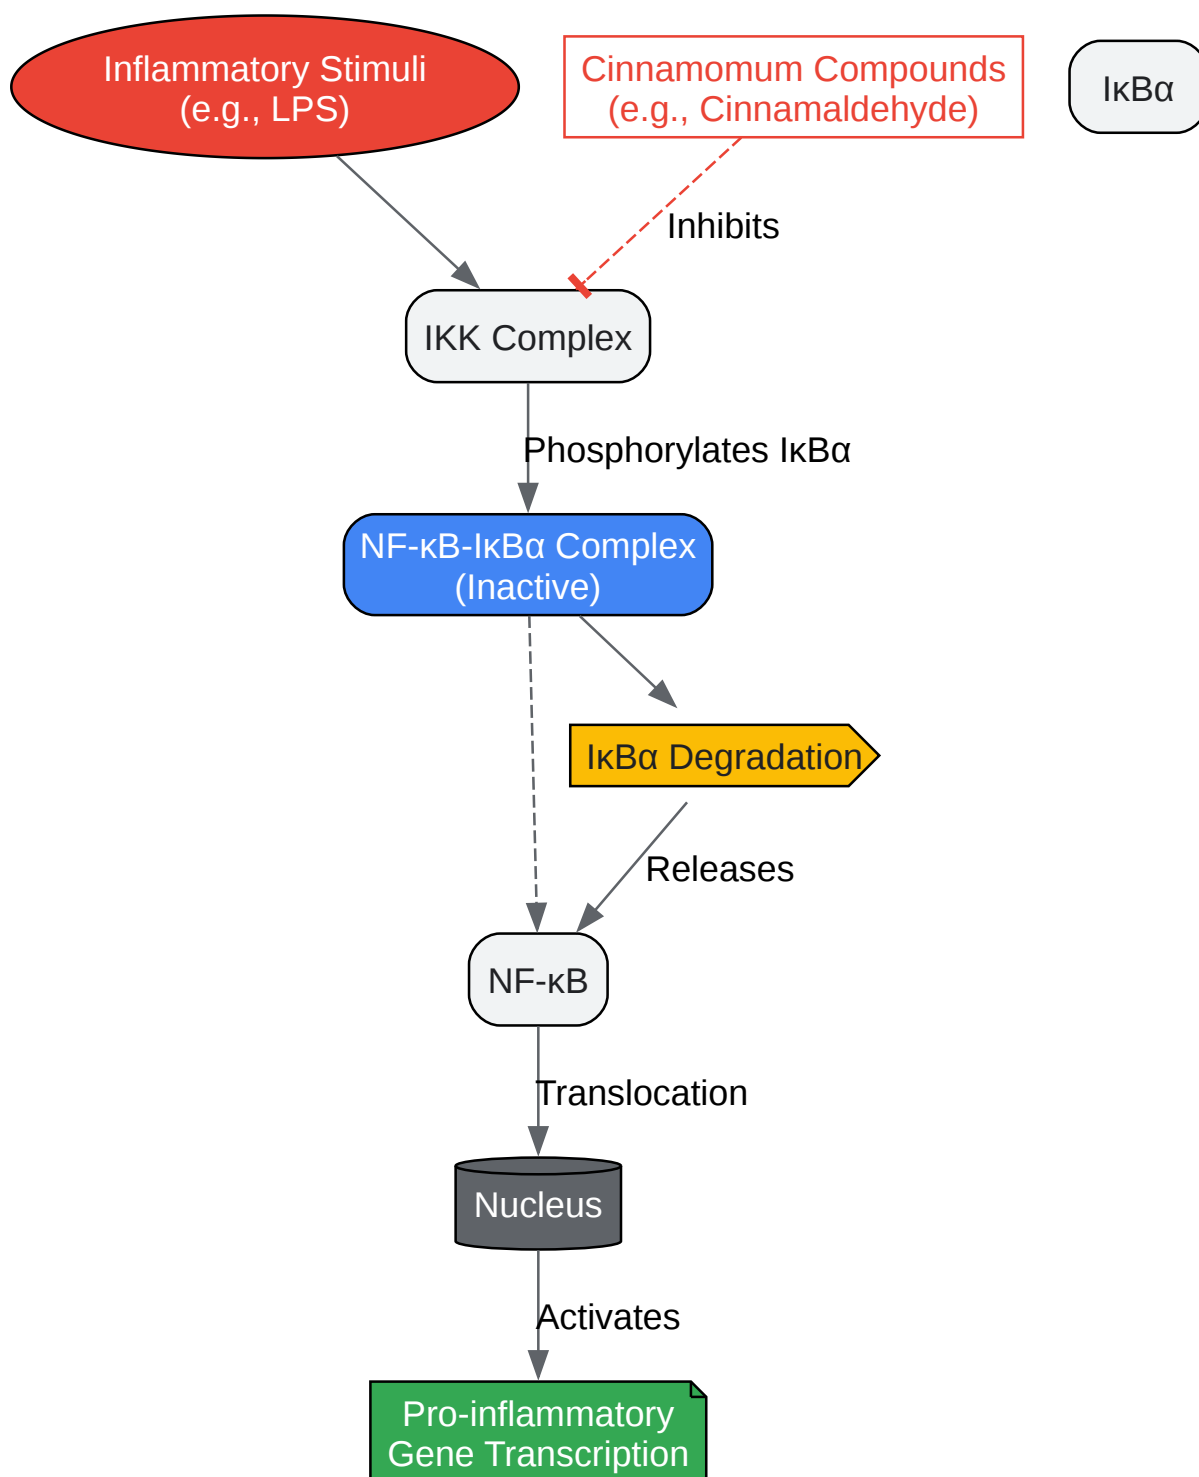 Inflammatory Stimuli
(e.g., LPS)
Cinnamomum Compounds
(e.g., Cinnamaldehyde)
IκBα
Inhibits
IKK Complex
Phosphorylates IκBα
NF-κB-IκBα Complex
(Inactive)
IκBα Degradation
Releases
NF-κB
Translocation
Nucleus
Activates
Pro-inflammatory
Gene Transcription